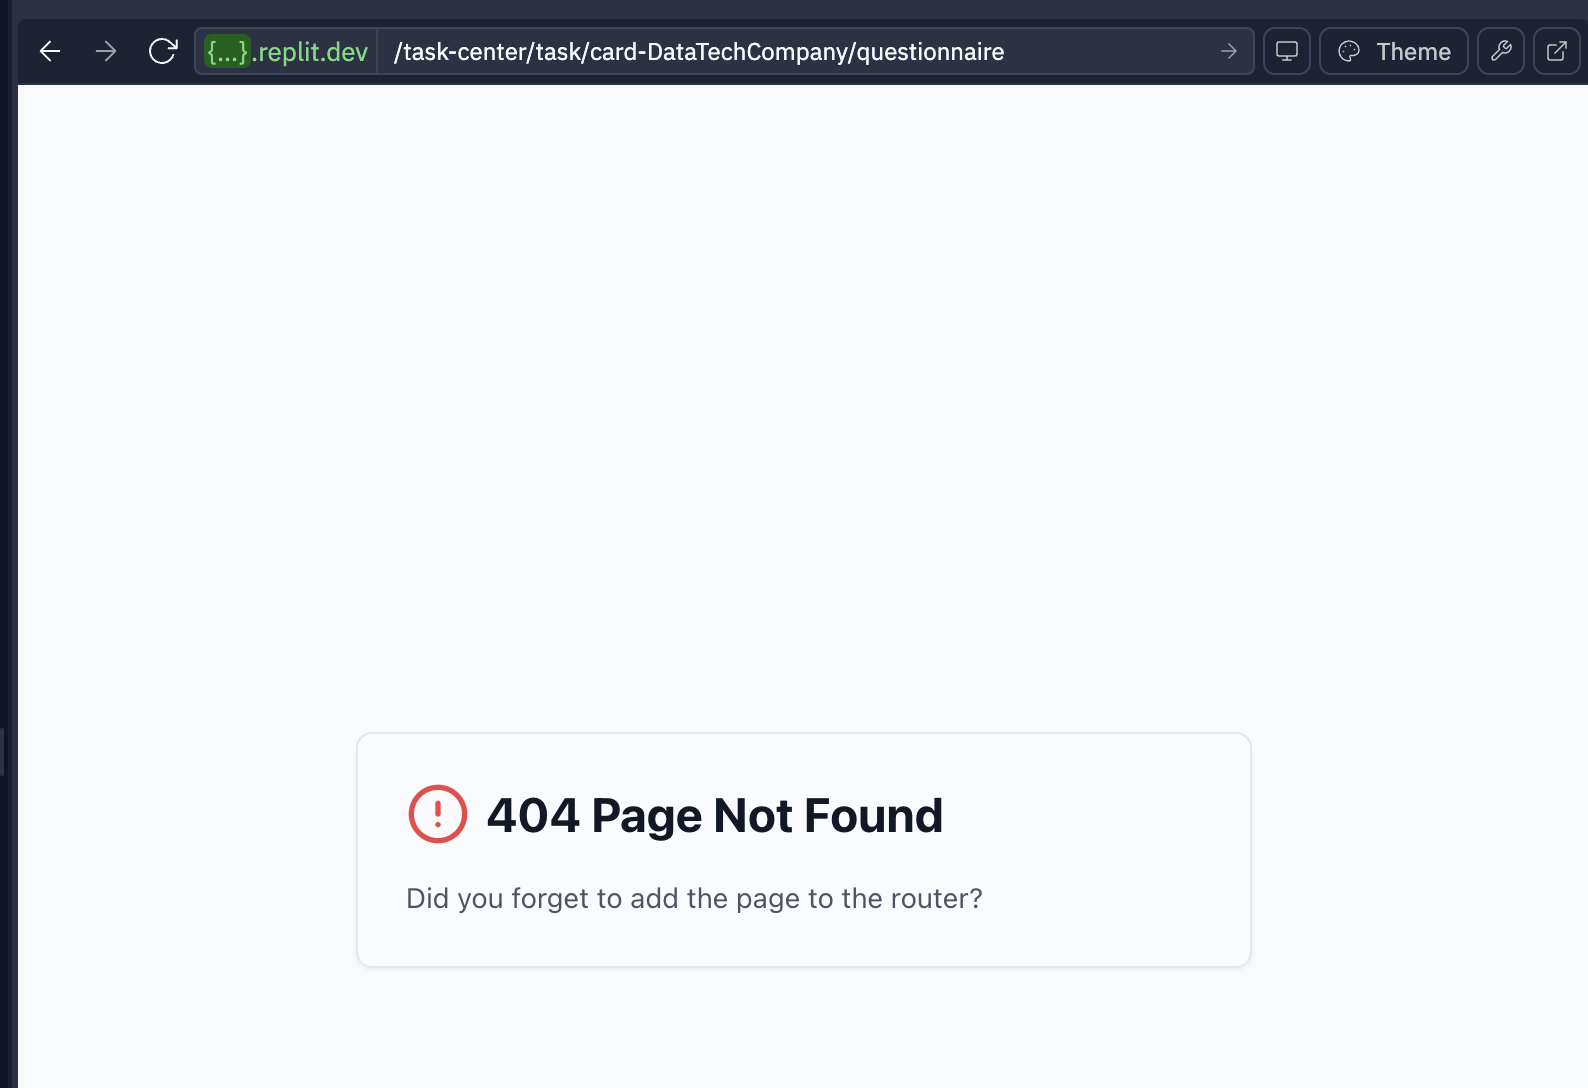 {...}.replit.dev /task-center/task/card-DataTechCompany/questionnaire Theme
404 Page Not Found
Did you forget to add the page to the router?